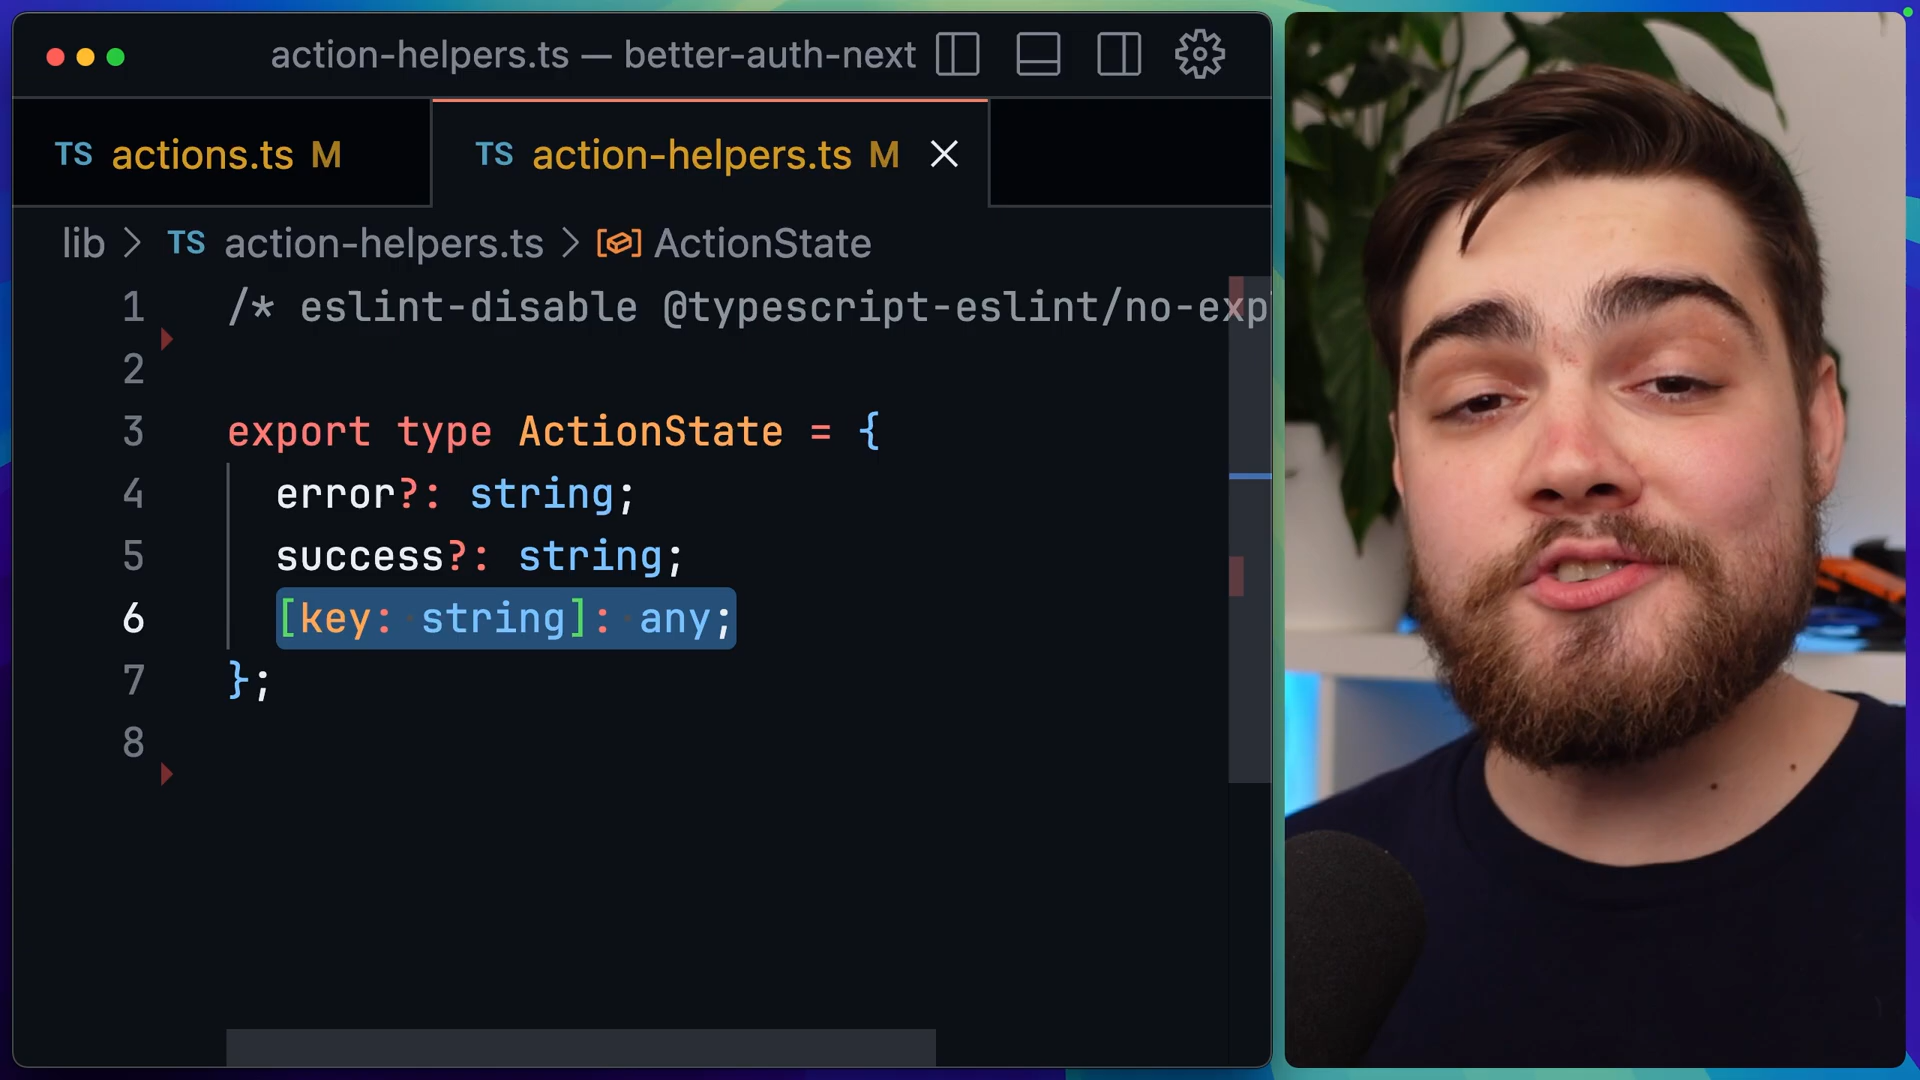 action-helpers.ts — better-auth-next
TS actions.ts M
TS action-helpers.ts M
lib > TS action-helpers.ts > ActionState
1 /* eslint-disable @typescript-eslint/no-exp
2
3 export type ActionState = {
4 error?: string;
5 success?: string;
6 [key: string]: any;
7 };
8